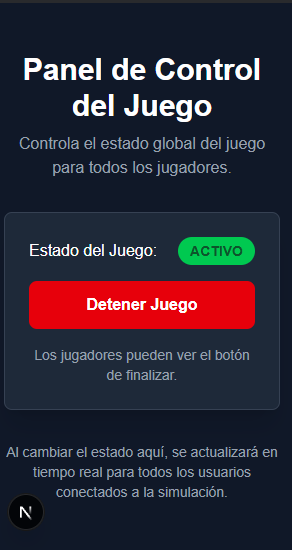 Panel de Control
del Juego
Controla el estado global del juego
para todos los jugadores.
Estado del Juego: ACTIVO
Detener Juego
Los jugadores pueden ver el botón
de finalizar.
Al cambiar el estado aquí, se actualizará en
tiempo real para todos los usuarios
conectados a la simulación.
N